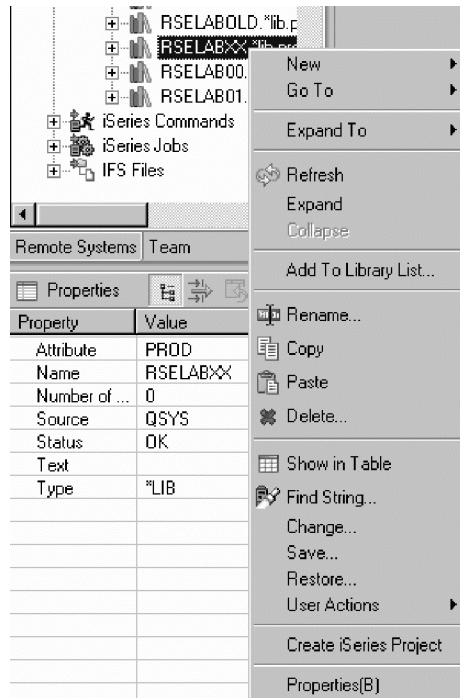 RSELABOLD.*lib.p
RSELABXX.*lib.pro
RSELAB00.
RSELAB01.
iSeries Commands
iSeries Jobs
IFS Files
Remote Systems Team
Properties
Property Value
Attribute PROD
Name RSELABXX
Number of ... 0
Source QSYS
Status OK
Text
Type *LIB
New
Go To
Expand To
Refresh
Expand
Collapse
Add To Library List...
Rename...
Copy
Paste
Delete...
Show in Table
Find String...
Change...
Save...
Restore...
User Actions
Create iSeries Project
Properties(B)